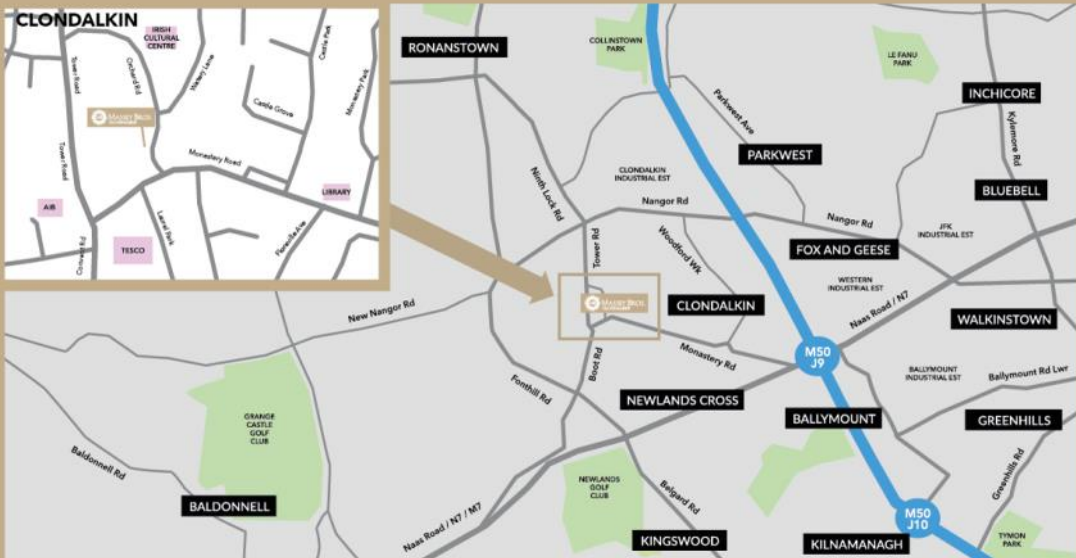 CLONDALKIN
IRISH
CULTURAL
CENTRE
Tower Road
Orchard Rd
Watery Lane
Castle Park
Monastery Park
Castle Grove
MASSEY BROS.
Tower Road
Monastery Road
AIB
LIBRARY
Laurel Park
Floraville Ave
TESCO
Convent Rd
RONANSTOWN
COLLINSTOWN
PARK
LE FANU
PARK
INCHICORE
Parkwest Ave
Kylemore Rd
PARKWEST
CLONDALKIN
INDUSTRIAL EST
BLUEBELL
Ninth Lock Rd
Nangor Rd
Nangor Rd
JFK
INDUSTRIAL EST
Tower Rd
Woodford Wk
FOX AND GEESE
WESTERN
INDUSTRIAL EST
MASSEY BROS.
CLONDALKIN
Naas Road / N7
WALKINSTOWN
New Nangor Rd
Monastery Rd
M50
J9
Boot Rd
BALLYMOUNT
INDUSTRIAL EST
Ballymount Rd Lwr
Fonthill Rd
NEWLANDS CROSS
BALLYMOUNT
GREENHILLS
GRANGE
CASTLE
GOLF
CLUB
Baldonnell Rd
Greenhills Rd
NEWLANDS
GOLF
CLUB
Belgard Rd
BALDONNELL
M50
J10
Naas Road / N7 / M7
KINGSWOOD
KILNAMANAGH
TYMON
PARK